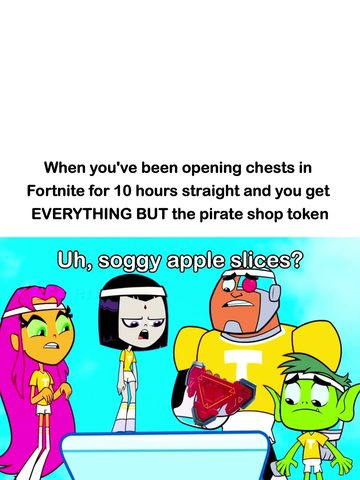 When you've been opening chests in
Fortnite for 10 hours straight and you get
EVERYTHING BUT the pirate shop token
Uh, soggy apple slices?
T
T